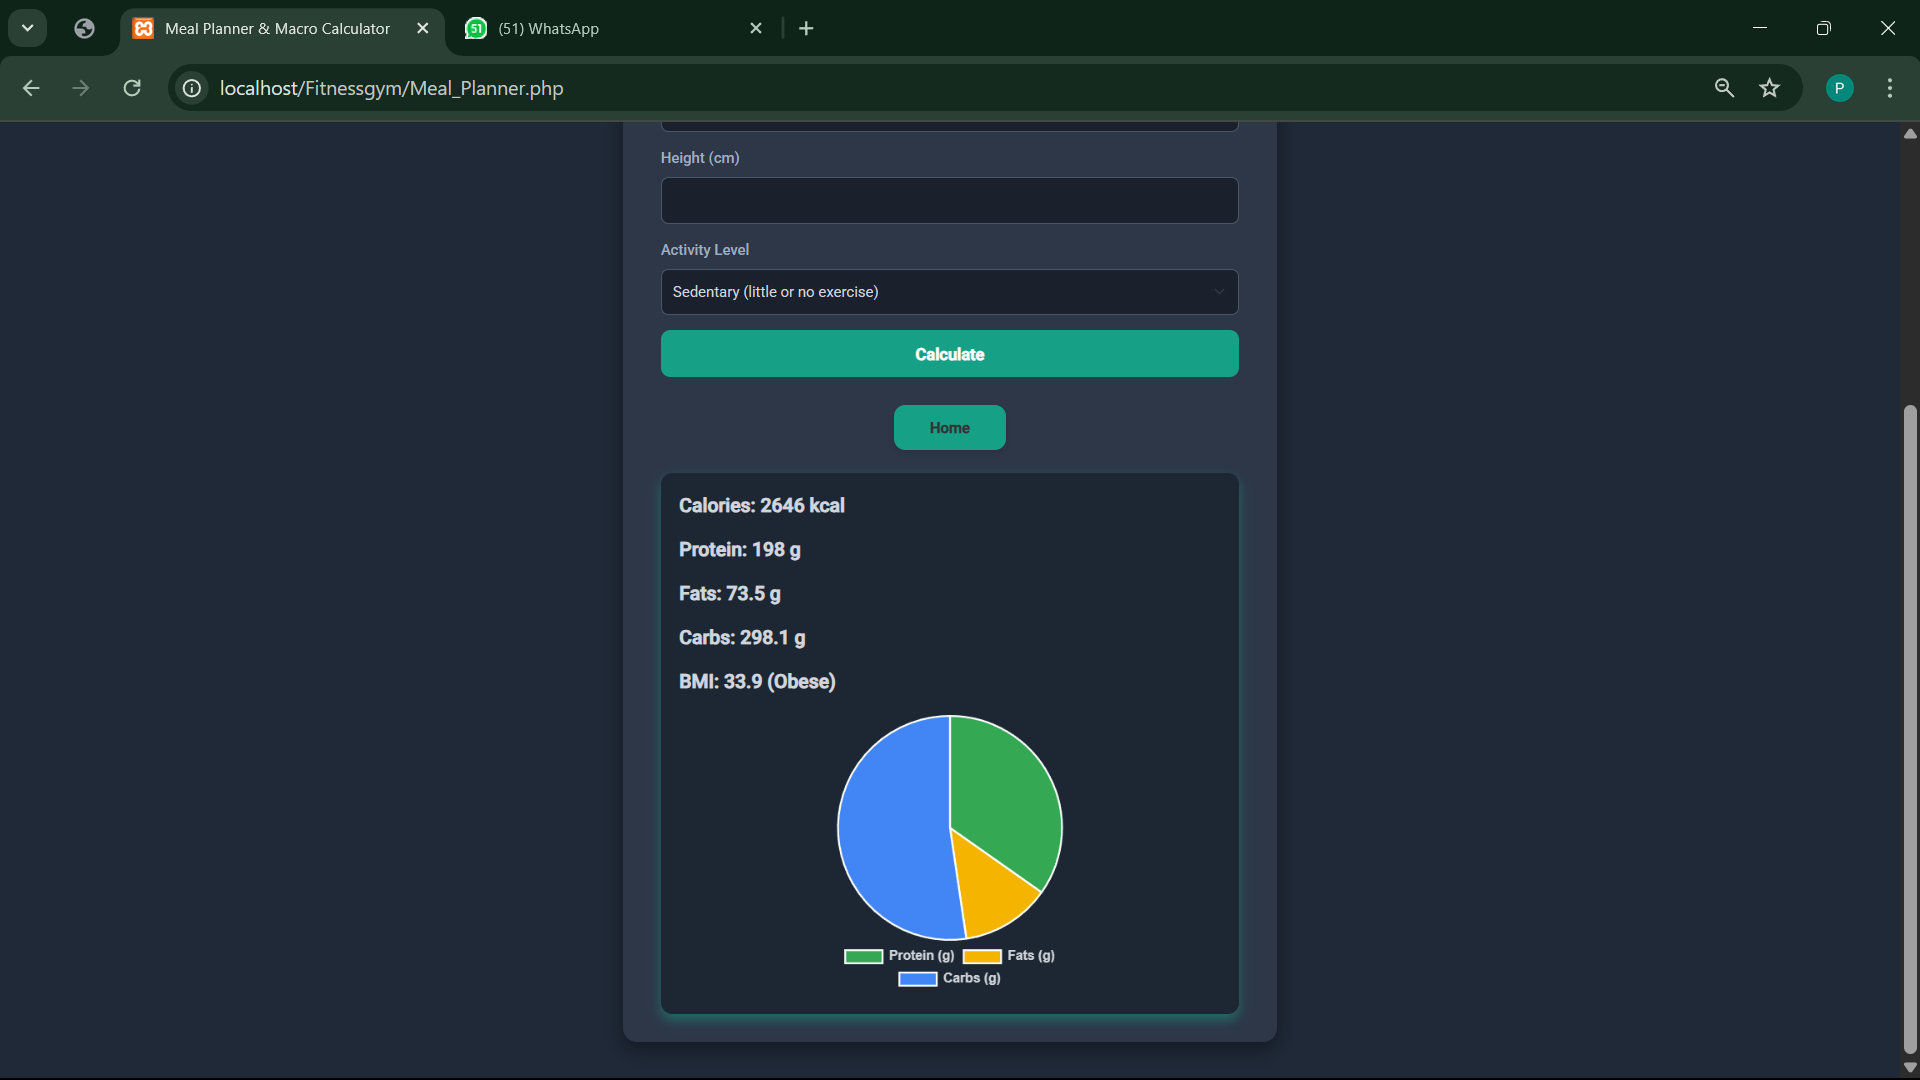 Meal Planner & Macro Calculator
51
(51) WhatsApp
localhost/Fitnessgym/Meal_Planner.php
P
Height (cm)
Activity Level
Sedentary (little or no exercise)
Calculate
Home
Calories: 2646 kcal
Protein: 198 g
Fats: 73.5 g
Carbs: 298.1 g
BMI: 33.9 (Obese)
Protein (g) Fats (g)
Carbs (g)